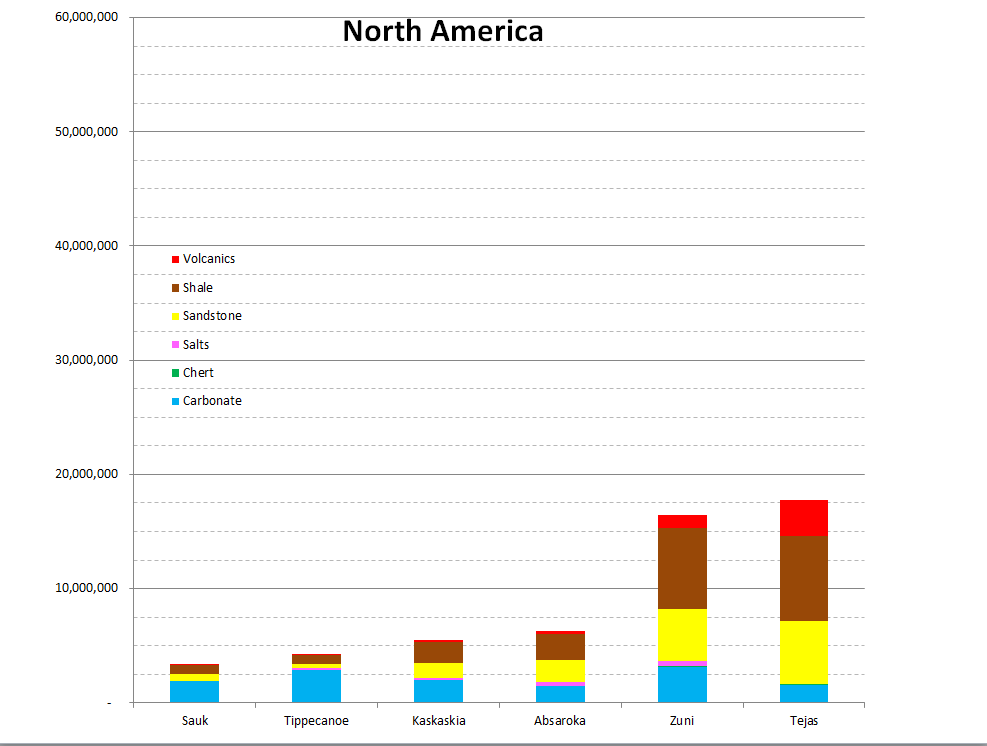 North America
60,000,000
50,000,000
40,000,000
Volcanics
Shale
Sandstone
Salts
30,000,000
Chert
Carbonate
20,000,000
10,000,000
-
Sauk Tippecanoe Kaskaskia Absaroka Zuni Tejas